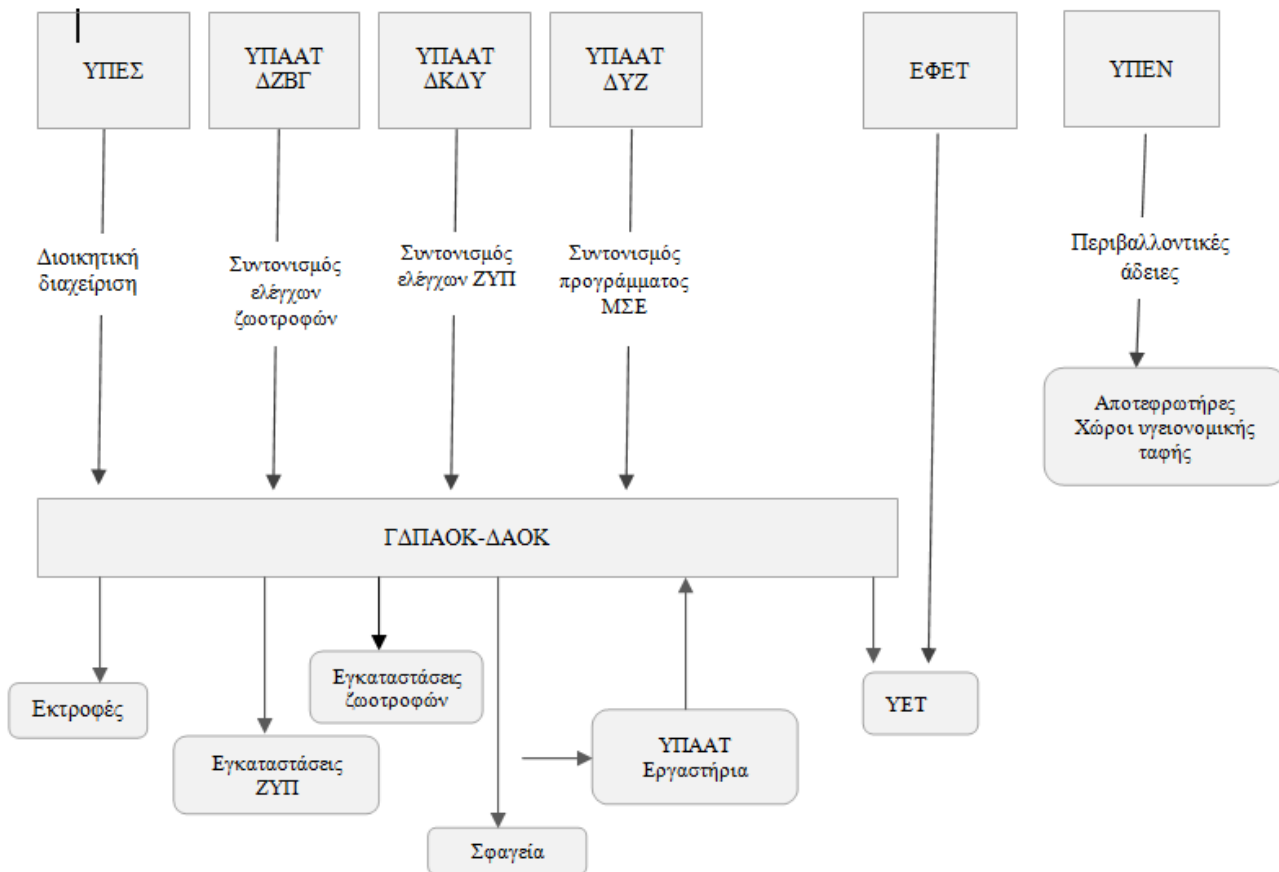 ΥΠΕΣ
ΥΠΑΑΤ
ΔΖΒΓ
ΥΠΑΑΤ
ΔΚΔΥ
ΥΠΑΑΤ
ΔΥΖ
ΕΦΕΤ
ΥΠΕΝ
Διοικητική
διαχείριση
Συντονισμός
ελέγχων
ζωοτροφών
Συντονισμός
ελέγχων ΖΥΠ
Συντονισμός
προγράμματος
ΜΣΕ
Περιβαλλοντικές
άδειες
Αποτεφρωτήρες
Χώροι υγειονομικής
ταφής
ΓΔΠΑΟΚ-ΔΑΟΚ
Εκτροφές
Εγκαταστάσεις
ΖΥΠ
Εγκαταστάσεις
ζωοτροφών
Σφαγεία
ΥΠΑΑΤ
Εργαστήρια
ΥΕΤ